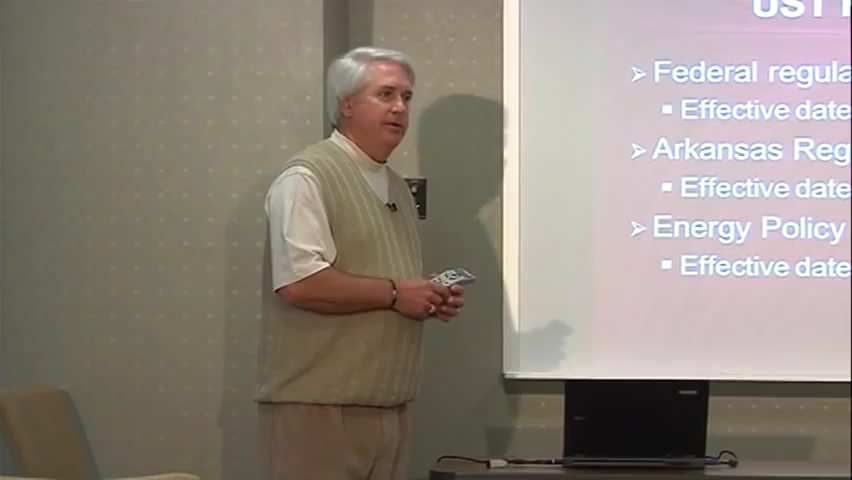 UST
Federal regula
Effective date
Arkansas Reg
Effective date
Energy Policy
Effective date